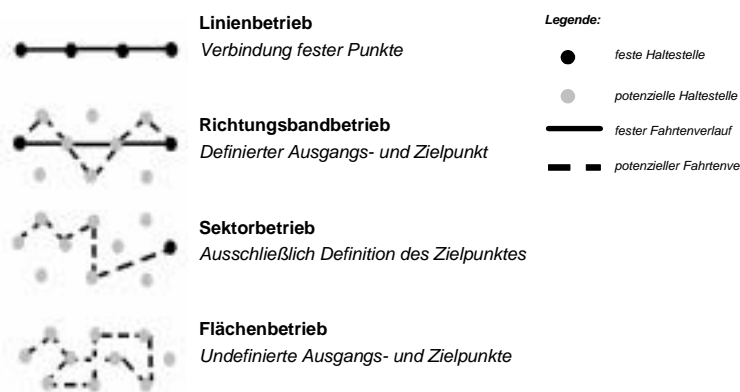 Linienbetrieb
Verbindung fester Punkte
Richtungsbandbetrieb
Definierter Ausgangs- und Zielpunkt
Sektorbetrieb
Ausschließlich Definition des Zielpunktes
Flächenbetrieb
Undefinierte Ausgangs- und Zielpunkte
Legende:
feste Haltestelle
potenzielle Haltestelle
fester Fahrtenverlauf
potenzieller Fahrtenve